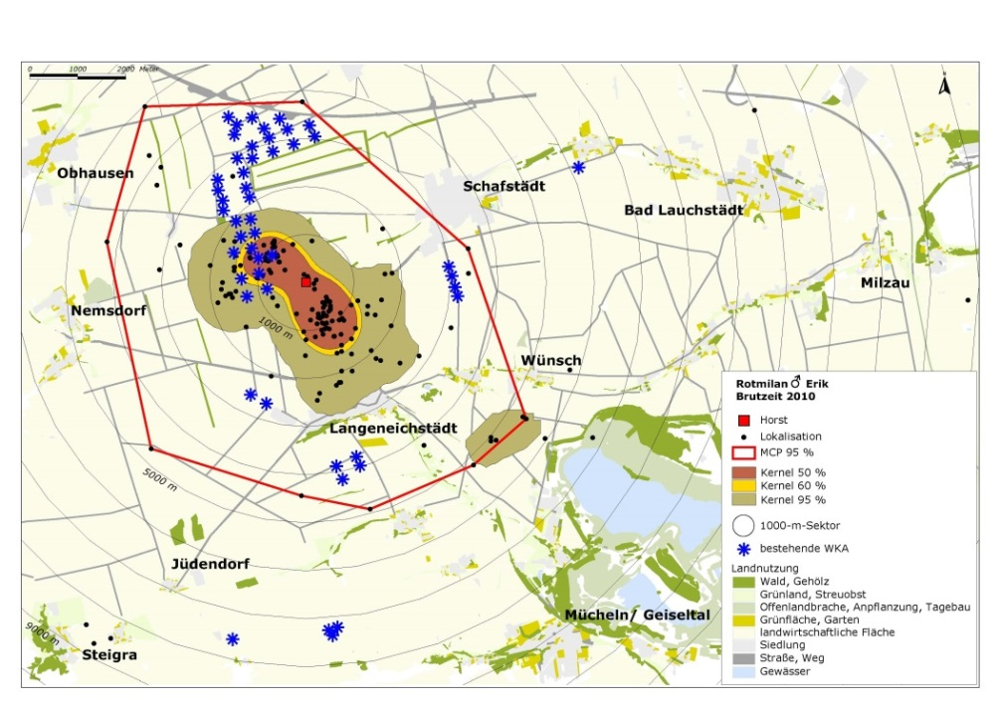 0 1000 2000 Meter
Obhausen
Schafstädt
Bad Lauchstädt
Milzau
Nemsdorf
1000 m
Wünsch
Langeneichstädt
5000 m
Jüdendorf
Mücheln/ Geiseltal
9000 m
Steigra
Rotmilan ♂ Erik
Brutzeit 2010
Horst
Lokalisation
MCP 95 %
Kernel 50 %
Kernel 60 %
Kernel 95 %
1000-m-Sektor
bestehende WKA
Landnutzung
Wald, Gehölz
Grünland, Streuobst
Offenlandbrache, Anpflanzung, Tagebau
Grünfläche, Garten
landwirtschaftliche Fläche
Siedlung
Straße, Weg
Gewässer